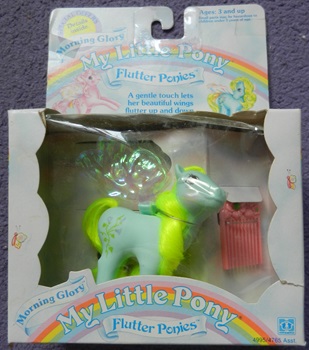 Morning Glory
Ages: 3 and up
My Little Pony
Flutter Ponies
A gentle touch lets
her beautiful wings
flutter up and down
Morning Glory
My Little Pony
Flutter Ponies